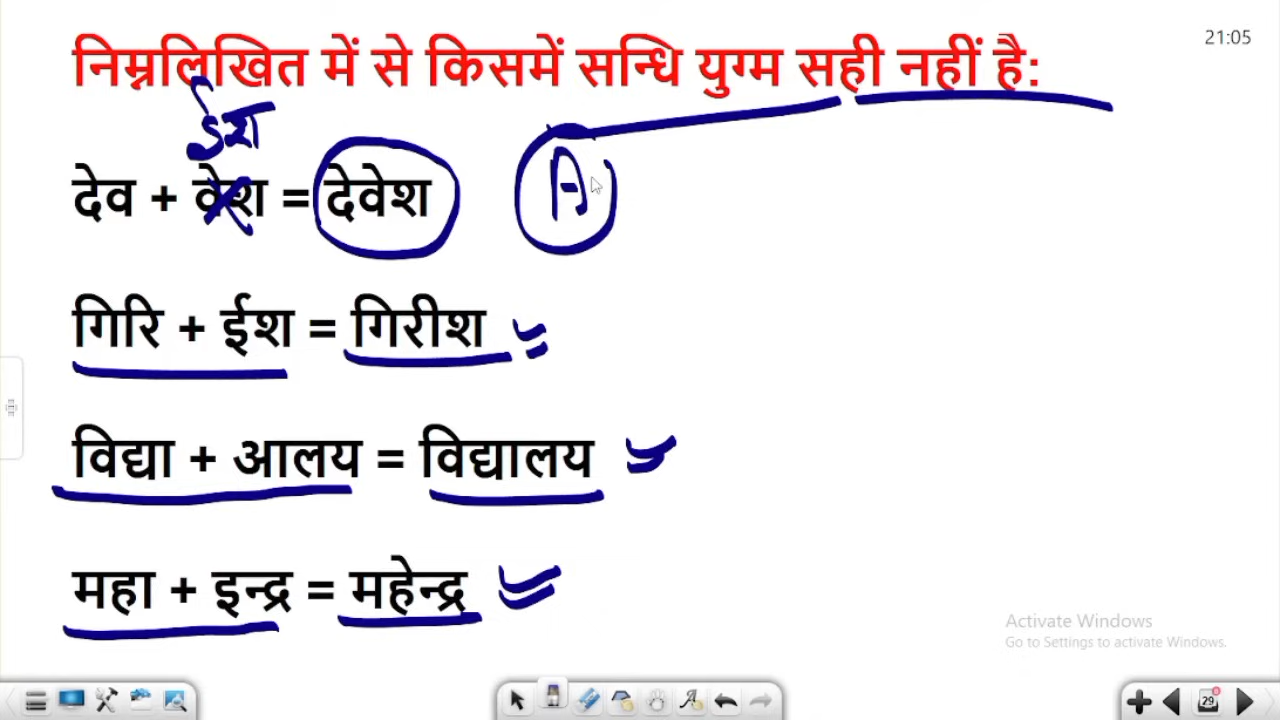 21:05
निम्नलिखित में से किसमें सन्धि युग्म सही नहीं है:
ईश
देव + वेश = देवेश A
गिरि + ईश = गिरीश
विद्या + आलय = विद्यालय
महा + इन्द्र = महेन्द्र
Activate Windows
Go to Settings to activate Windows.
29